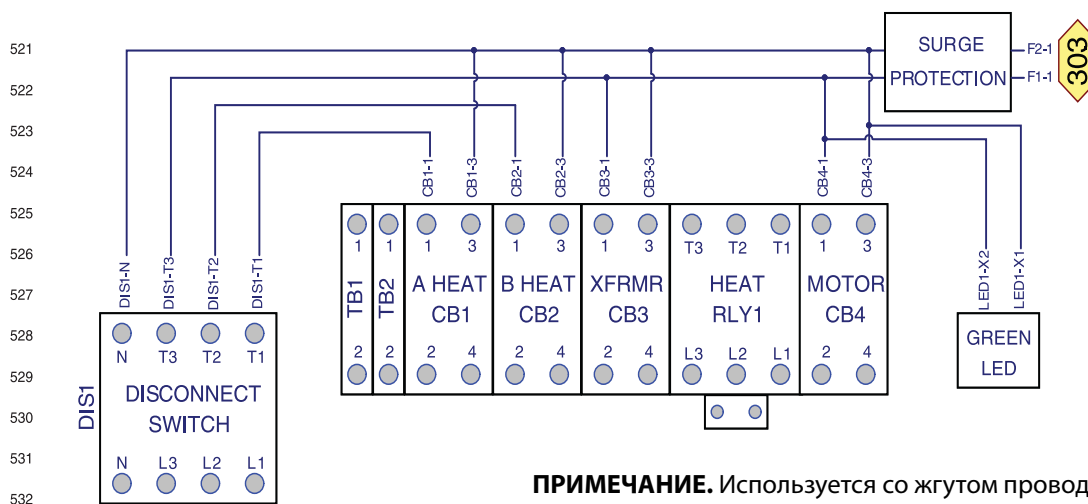 521
522
523
524
525
526
527
528
529
530
531
532
SURGE
PROTECTION
F2-1
F1-1
303
CB1-1
CB1-3
CB2-1
CB2-3
CB3-1
CB3-3
CB4-1
CB4-3
DIS1-N
DIS1-T3
DIS1-T2
DIS1-T1
LED1-X2
LED1-X1
1
TB1
2
1
TB2
2
1 3
A HEAT
CB1
2 4
1 3
B HEAT
CB2
2 4
1 3
XFRMR
CB3
2 4
T3 T2 T1
HEAT
RLY1
L3 L2 L1
1 3
MOTOR
CB4
2 4
GREEN
LED
DIS1
N T3 T2 T1
DISCONNECT
SWITCH
N L3 L2 L1
ПРИМЕЧАНИЕ. Используется со жгутом провод